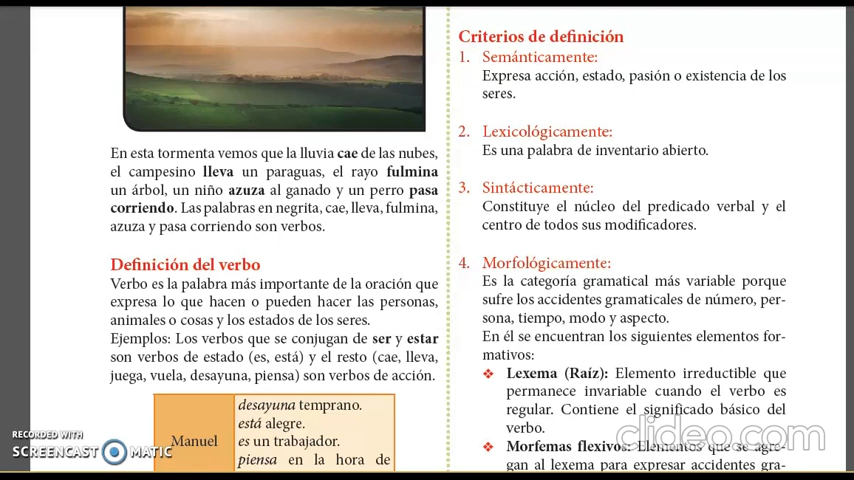 En esta tormenta vemos que la lluvia cae de las nubes,
el campesino lleva un paraguas, el rayo fulmina
un árbol, un niño azuza al ganado y un perro pasa
corriendo. Las palabras en negrita, cae, lleva, fulmina,
azuza y pasa corriendo son verbos.
Definición del verbo
Verbo es la palabra más importante de la oración que
expresa lo que hacen o pueden hacer las personas,
animales o cosas y los estados de los seres.
Ejemplos: Los verbos que se conjugan de ser y estar
son verbos de estado (es, está) y el resto (cae, lleva,
juega, vuela, desayuna, piensa) son verbos de acción.
Manuel
desayuna temprano.
está alegre.
es un trabajador.
piensa en la hora de
Criterios de definición
1. Semánticamente:
Expresa acción, estado, pasión o existencia de los
seres.
2. Lexicológicamente:
Es una palabra de inventario abierto.
3. Sintácticamente:
Constituye el núcleo del predicado verbal y el
centro de todos sus modificadores.
4. Morfológicamente:
Es la categoría gramatical más variable porque
sufre los accidentes gramaticales de número, per-
sona, tiempo, modo y aspecto.
En él se encuentran los siguientes elementos for-
mativos:
❖ Lexema (Raíz): Elemento irreductible que
permanece invariable cuando el verbo es
regular. Contiene el significado básico del
verbo.
❖ Morfemas flexivos: Elementos que se agre-
gan al lexema para expresar accidentes gra-
RECORDED WITH
SCREENCAST MATIC
clideo.com